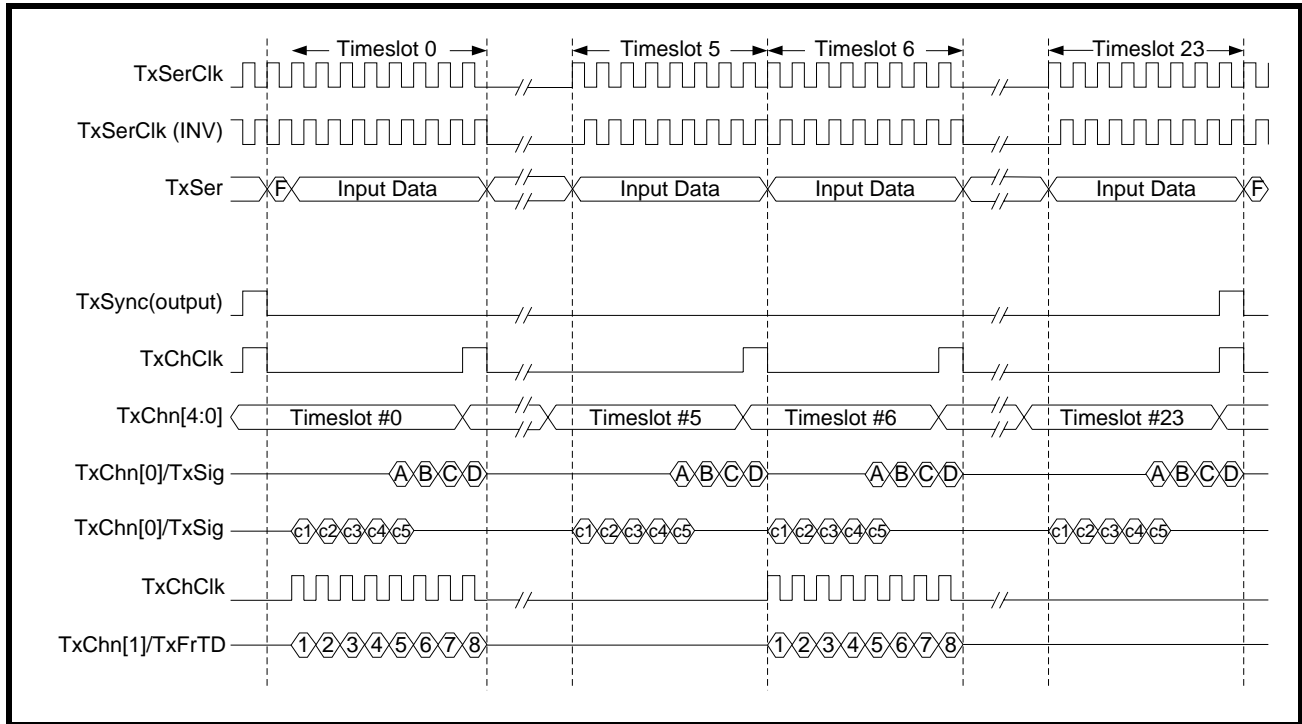 Timeslot 0 Timeslot 5 Timeslot 6 Timeslot 23
TxSerClk
TxSerClk (INV)
TxSer F Input Data Input Data Input Data Input Data F
TxSync(output)
TxChClk
TxChn[4:0] Timeslot #0 Timeslot #5 Timeslot #6 Timeslot #23
TxChn[0]/TxSig A B C D A B C D A B C D A B C D
TxChn[0]/TxSig c1 c2 c3 c4 c5 c1 c2 c3 c4 c5 c1 c2 c3 c4 c5 c1 c2 c3 c4 c5
TxChClk
TxChn[1]/TxFrTD 1 2 3 4 5 6 7 8 1 2 3 4 5 6 7 8